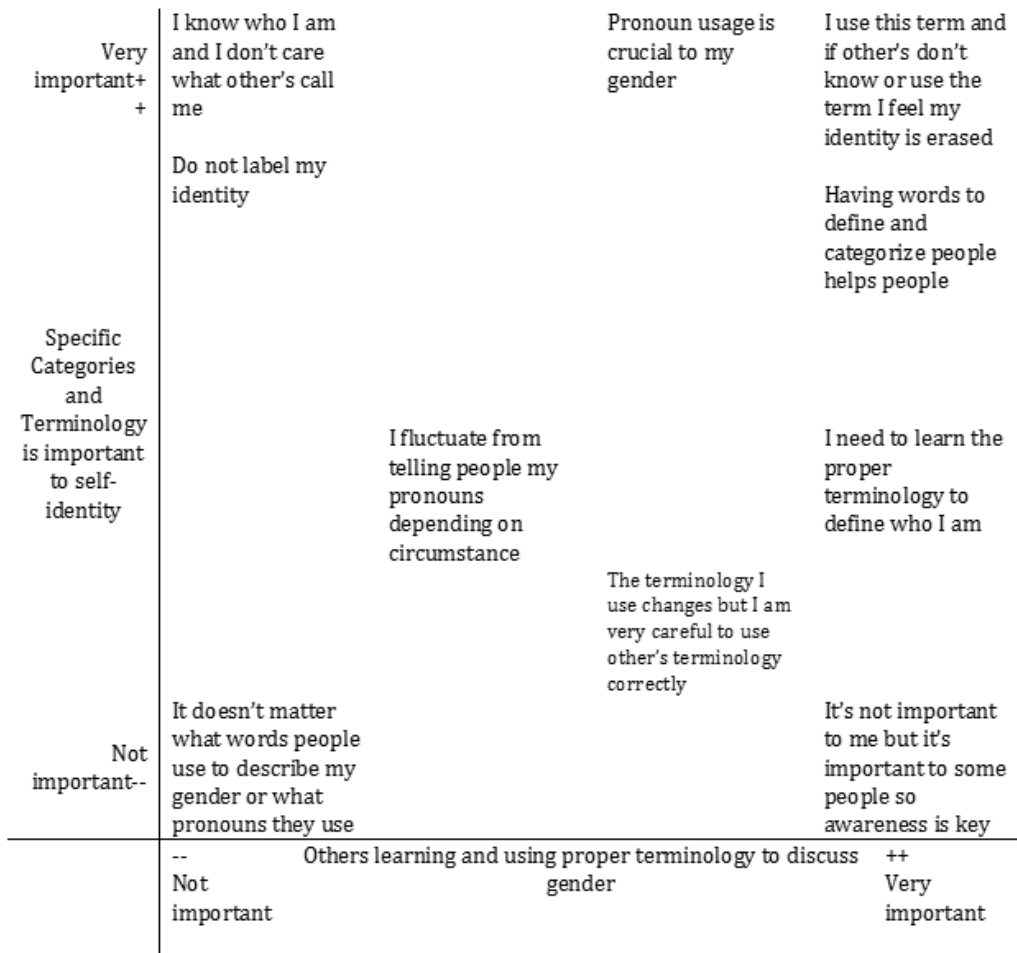 Very
important+
+
I know who I am
and I don't care
what other's call
me
Do not label my
identity
Pronoun usage is
crucial to my
gender
I use this term and
if other's don't
know or use the
term I feel my
identity is erased
Having words to
define and
categorize people
helps people
Specific
Categories
and
Terminology
is important
to self-
identity
I fluctuate from
telling people my
pronouns
depending on
circumstance
I need to learn the
proper
terminology to
define who I am
The terminology I
use changes but I am
very careful to use
other's terminology
correctly
Not
important--
It doesn't matter
what words people
use to describe my
gender or what
pronouns they use
It's not important
to me but it's
important to some
people so
awareness is key
--
Not
important
Others learning and using proper terminology to discuss
gender
++
Very
important